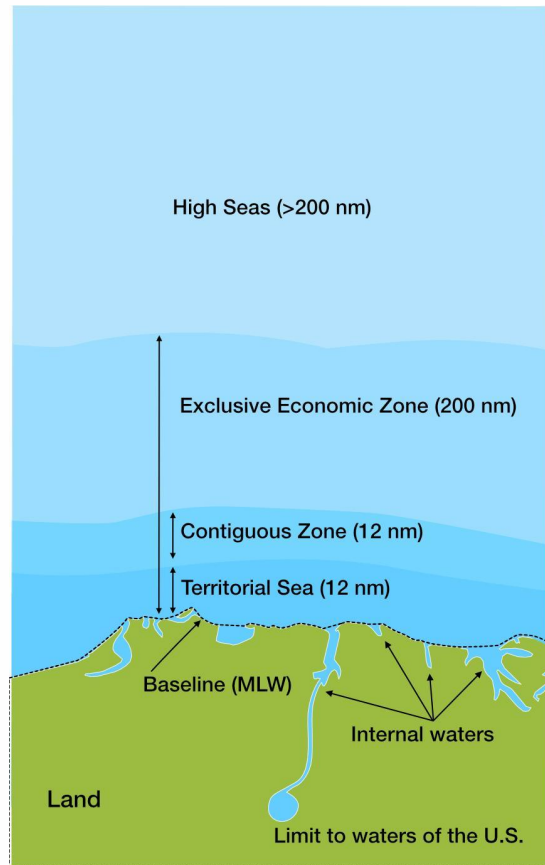 High Seas (>200 nm)
Exclusive Economic Zone (200 nm)
Contiguous Zone (12 nm)
Territorial Sea (12 nm)
Baseline (MLW)
Internal waters
Land
Limit to waters of the U.S.